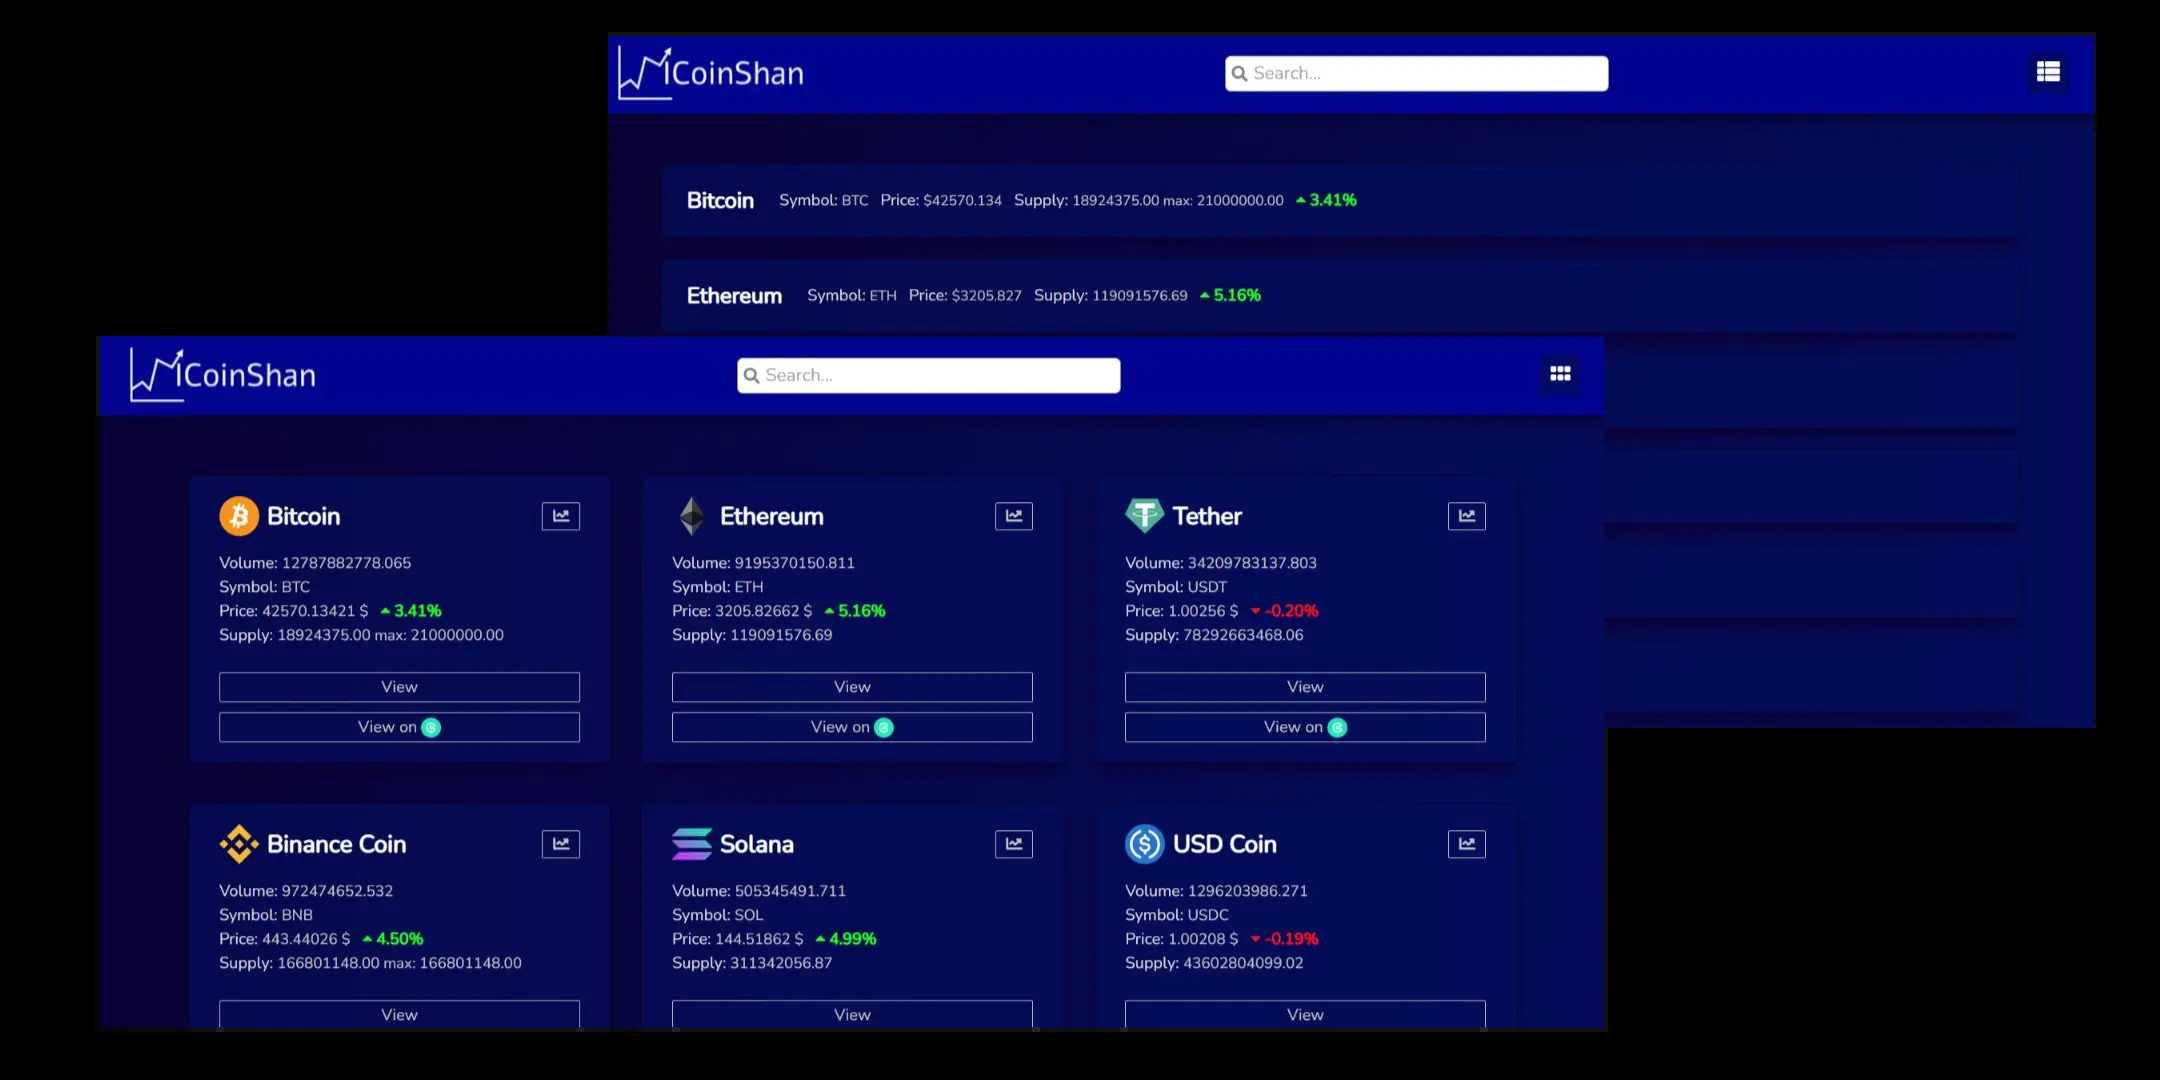 CoinShan
Search...
Bitcoin Symbol: BTC Price: $42570.134 Supply: 18924375.00 max: 21000000.00 3.41%
Ethereum Symbol: ETH Price: $3205.827 Supply: 119091576.69 5.16%
CoinShan
Search...
Bitcoin
Volume: 12787882778.065
Symbol: BTC
Price: 42570.13421 $ 3.41%
Supply: 18924375.00 max: 21000000.00
View
View on
Ethereum
Volume: 9195370150.811
Symbol: ETH
Price: 3205.82662 $ 5.16%
Supply: 119091576.69
View
View on
Tether
Volume: 34209783137.803
Symbol: USDT
Price: 1.00256 $ -0.20%
Supply: 78292663468.06
View
View on
Binance Coin
Volume: 972474652.532
Symbol: BNB
Price: 443.44026 $ 4.50%
Supply: 166801148.00 max: 166801148.00
View
Solana
Volume: 505345491.711
Symbol: SOL
Price: 144.51862 $ 4.99%
Supply: 311342056.87
View
USD Coin
Volume: 1296203986.271
Symbol: USDC
Price: 1.00208 $ -0.19%
Supply: 43602804099.02
View